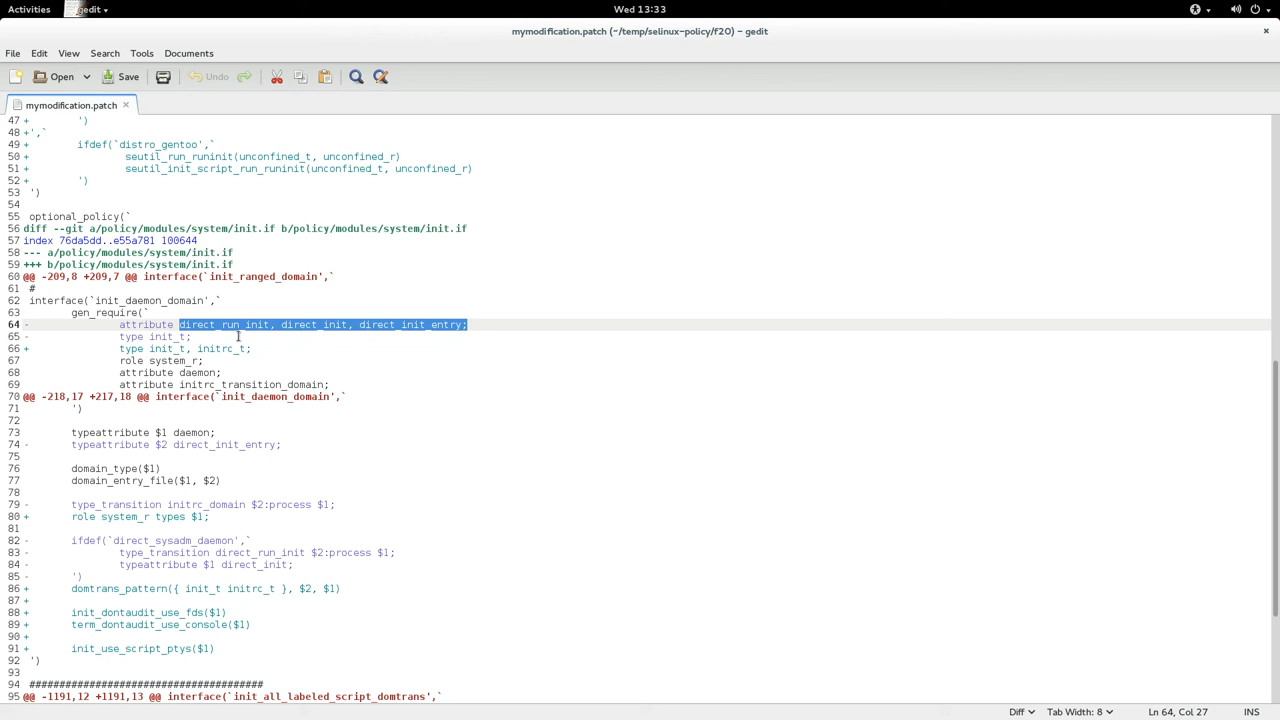 Activities gedit Wed 13:33
mymodification.patch (~/temp/selinux-policy/f20) – gedit ×
File Edit View Search Tools Documents
Open Save Undo
mymodification.patch ×
47 + ')
48 +',`
49 + ifdef(`distro_gentoo',`
50 + seutil_run_runinit(unconfined_t, unconfined_r)
51 + seutil_init_script_run_runinit(unconfined_t, unconfined_r)
52 + ')
53 ')
54
55 optional_policy(`
56 diff --git a/policy/modules/system/init.if b/policy/modules/system/init.if
57 index 76da5dd..e55a781 100644
58 --- a/policy/modules/system/init.if
59 +++ b/policy/modules/system/init.if
60 @@ -209,8 +209,7 @@ interface(`init_ranged_domain',`
61 #
62 interface(`init_daemon_domain',`
63 gen_require(`
64 - attribute direct_run_init, direct_init, direct_init_entry;
65 - type init_t;
66 + type init_t, initrc_t;
67 role system_r;
68 attribute daemon;
69 attribute initrc_transition_domain;
70 @@ -218,17 +217,18 @@ interface(`init_daemon_domain',`
71 ')
72
73 typeattribute $1 daemon;
74 - typeattribute $2 direct_init_entry;
75
76 domain_type($1)
77 domain_entry_file($1, $2)
78
79 - type_transition initrc_domain $2:process $1;
80 + role system_r types $1;
81
82 - ifdef(`direct_sysadm_daemon',`
83 - type_transition direct_run_init $2:process $1;
84 - typeattribute $1 direct_init;
85 - ')
86 + domtrans_pattern({ init_t initrc_t }, $2, $1)
87 +
88 + init_dontaudit_use_fds($1)
89 + term_dontaudit_use_console($1)
90 +
91 + init_use_script_ptys($1)
92 ')
93
94 #######################################
95 @@ -1191,12 +1191,13 @@ interface(`init_all_labeled_script_domtrans',`
Diff Tab Width: 8 Ln 64, Col 27 INS